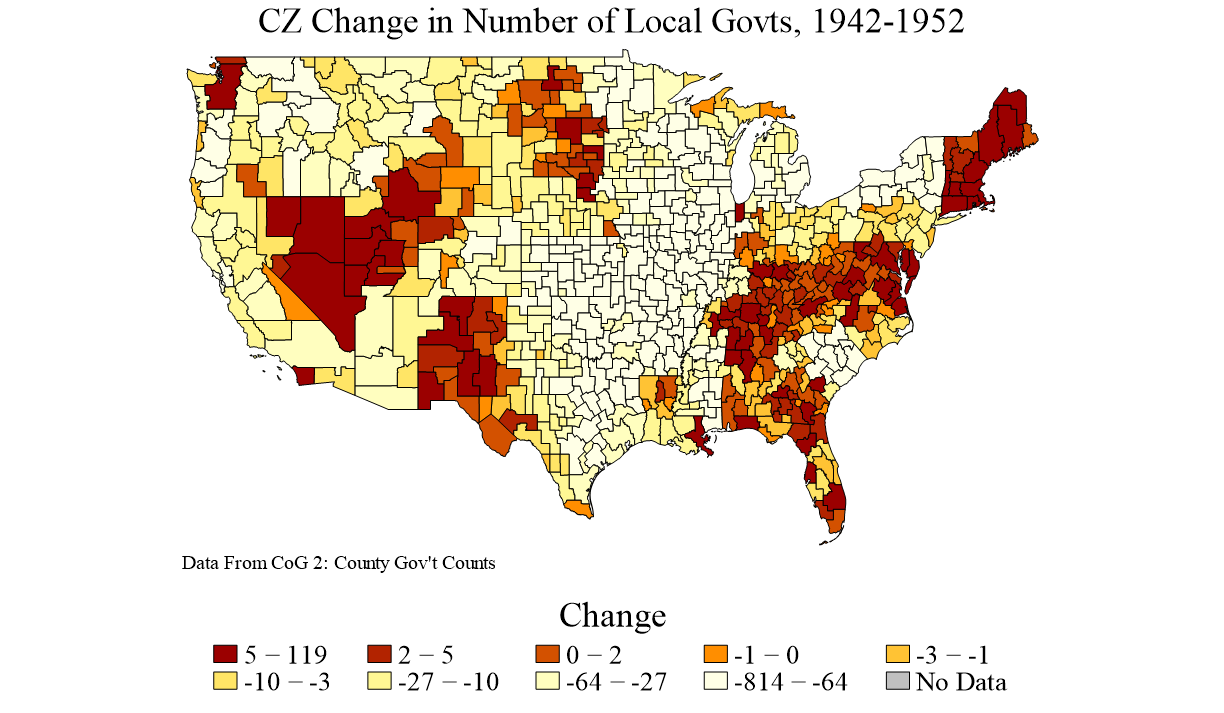 CZ Change in Number of Local Govts, 1942-1952
Data From CoG 2: County Gov't Counts
Change
5 − 119 2 − 5 0 − 2 -1 − 0 -3 − -1
-10 − -3 -27 − -10 -64 − -27 -814 − -64 No Data